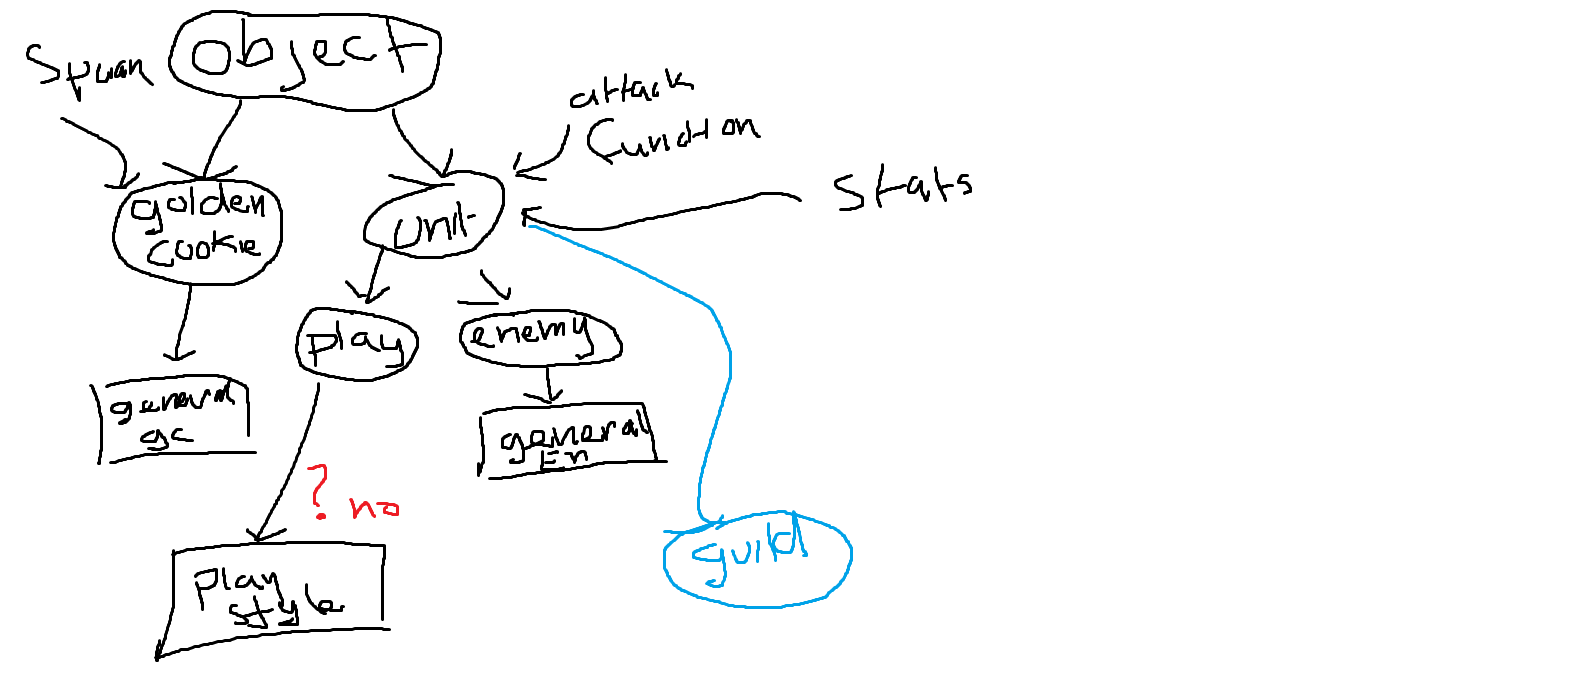 object
Spwan
attack
function
Stats
golden
cookie
unit
play
enemy
general
gc
general
En
? no
guild
play
style